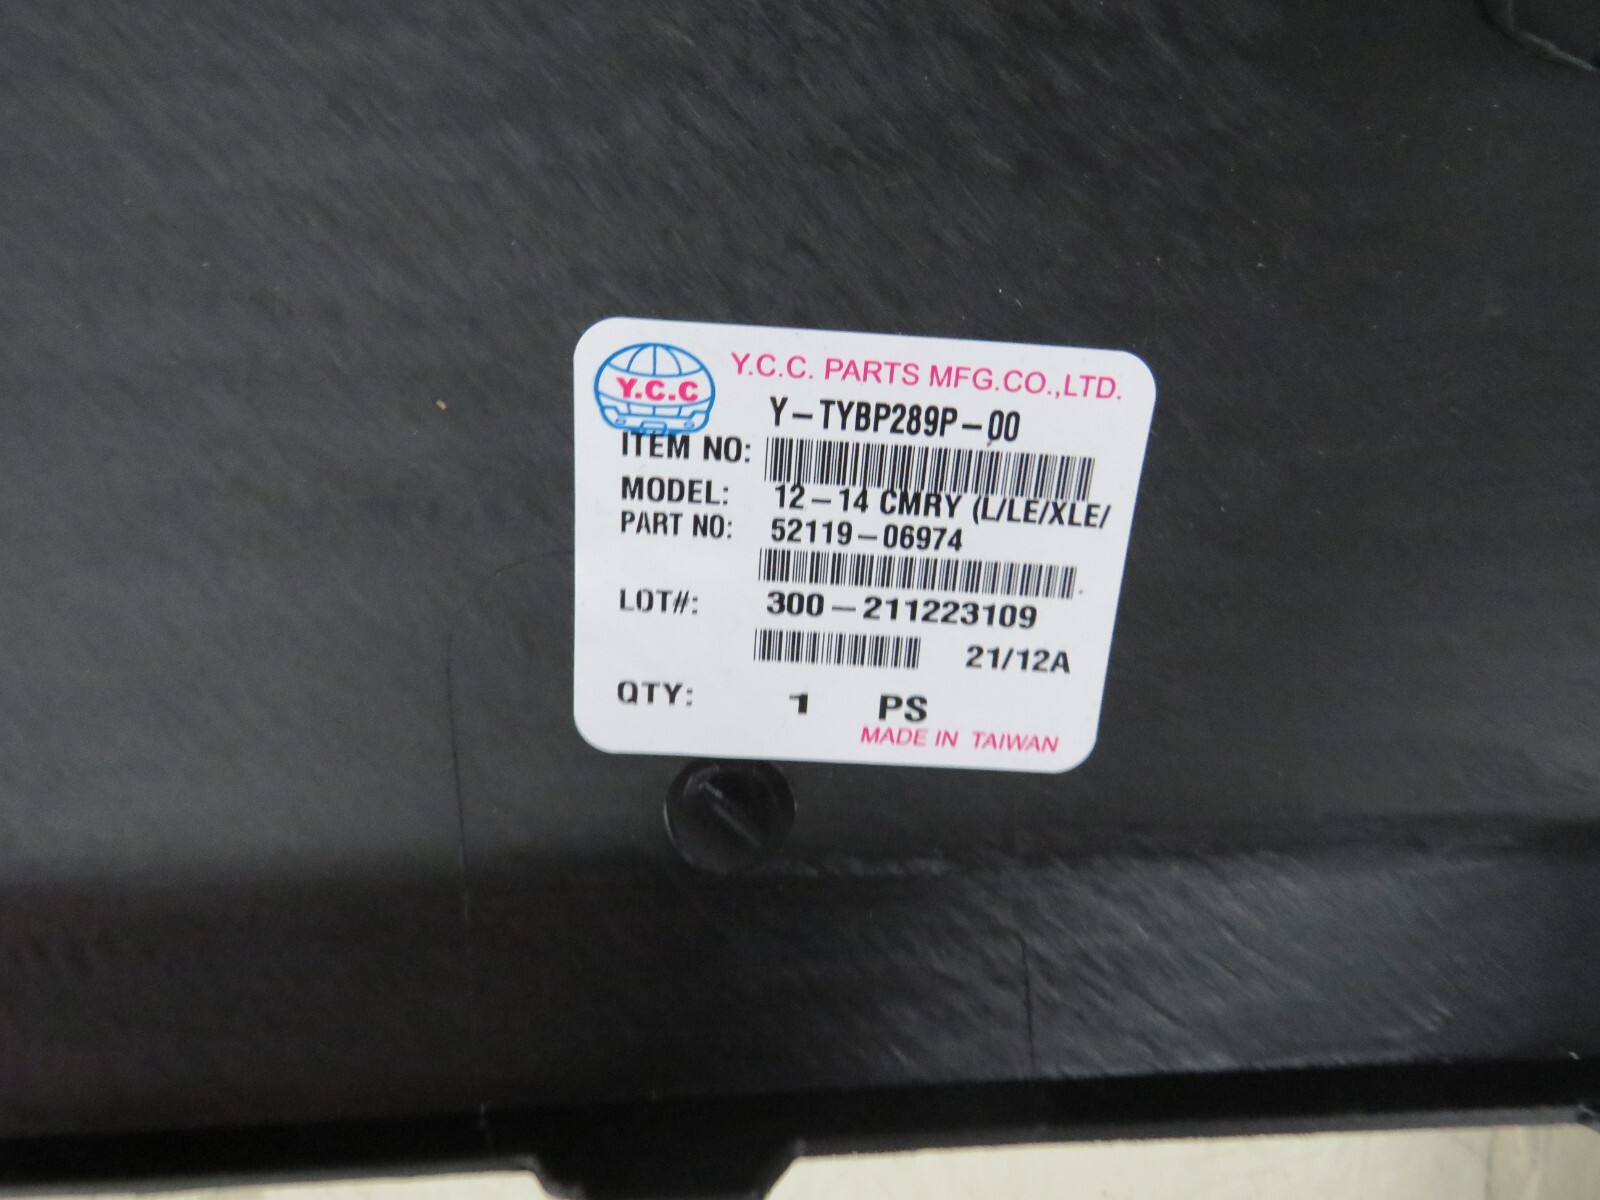 Y.C.C
Y.C.C. PARTS MFG.CO.,LTD.
Y-TYBP289P-00
ITEM NO:
MODEL: 12-14 CMRY (L/LE/XLE/
PART NO: 52119-06974
LOT#: 300-211223109
21/12A
QTY: 1 PS
MADE IN TAIWAN